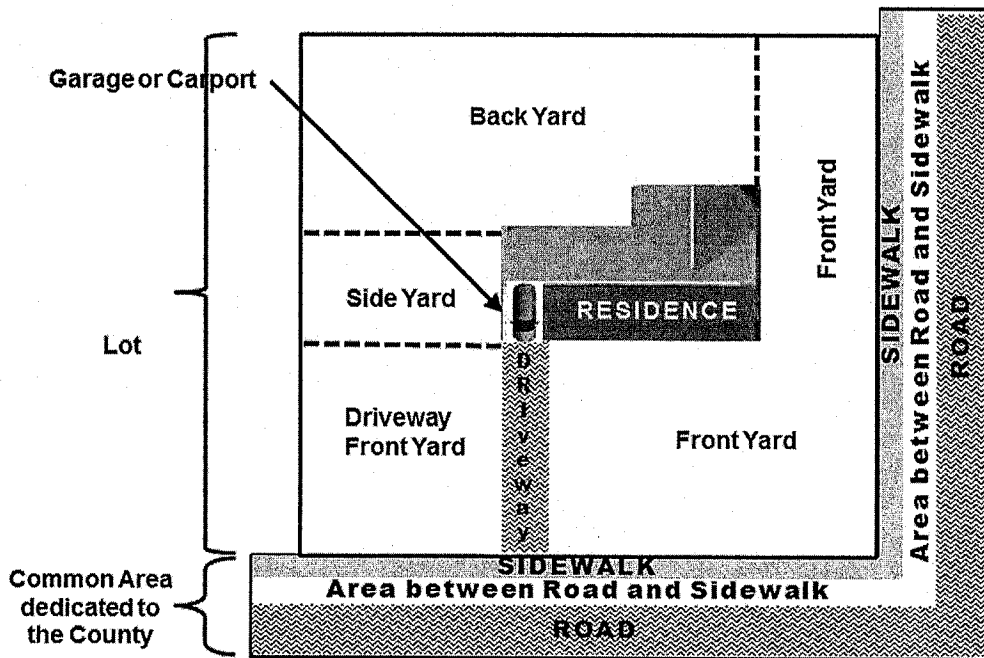 Garage or Carport
Back Yard
Front Yard
SIDEWALK
Area between Road and Sidewalk
ROAD
Side Yard
RESIDENCE
Lot
Driveway
Front Yard
DRIveway
Front Yard
SIDEWALK
Area between Road and Sidewalk
ROAD
Common Area
dedicated to
the County